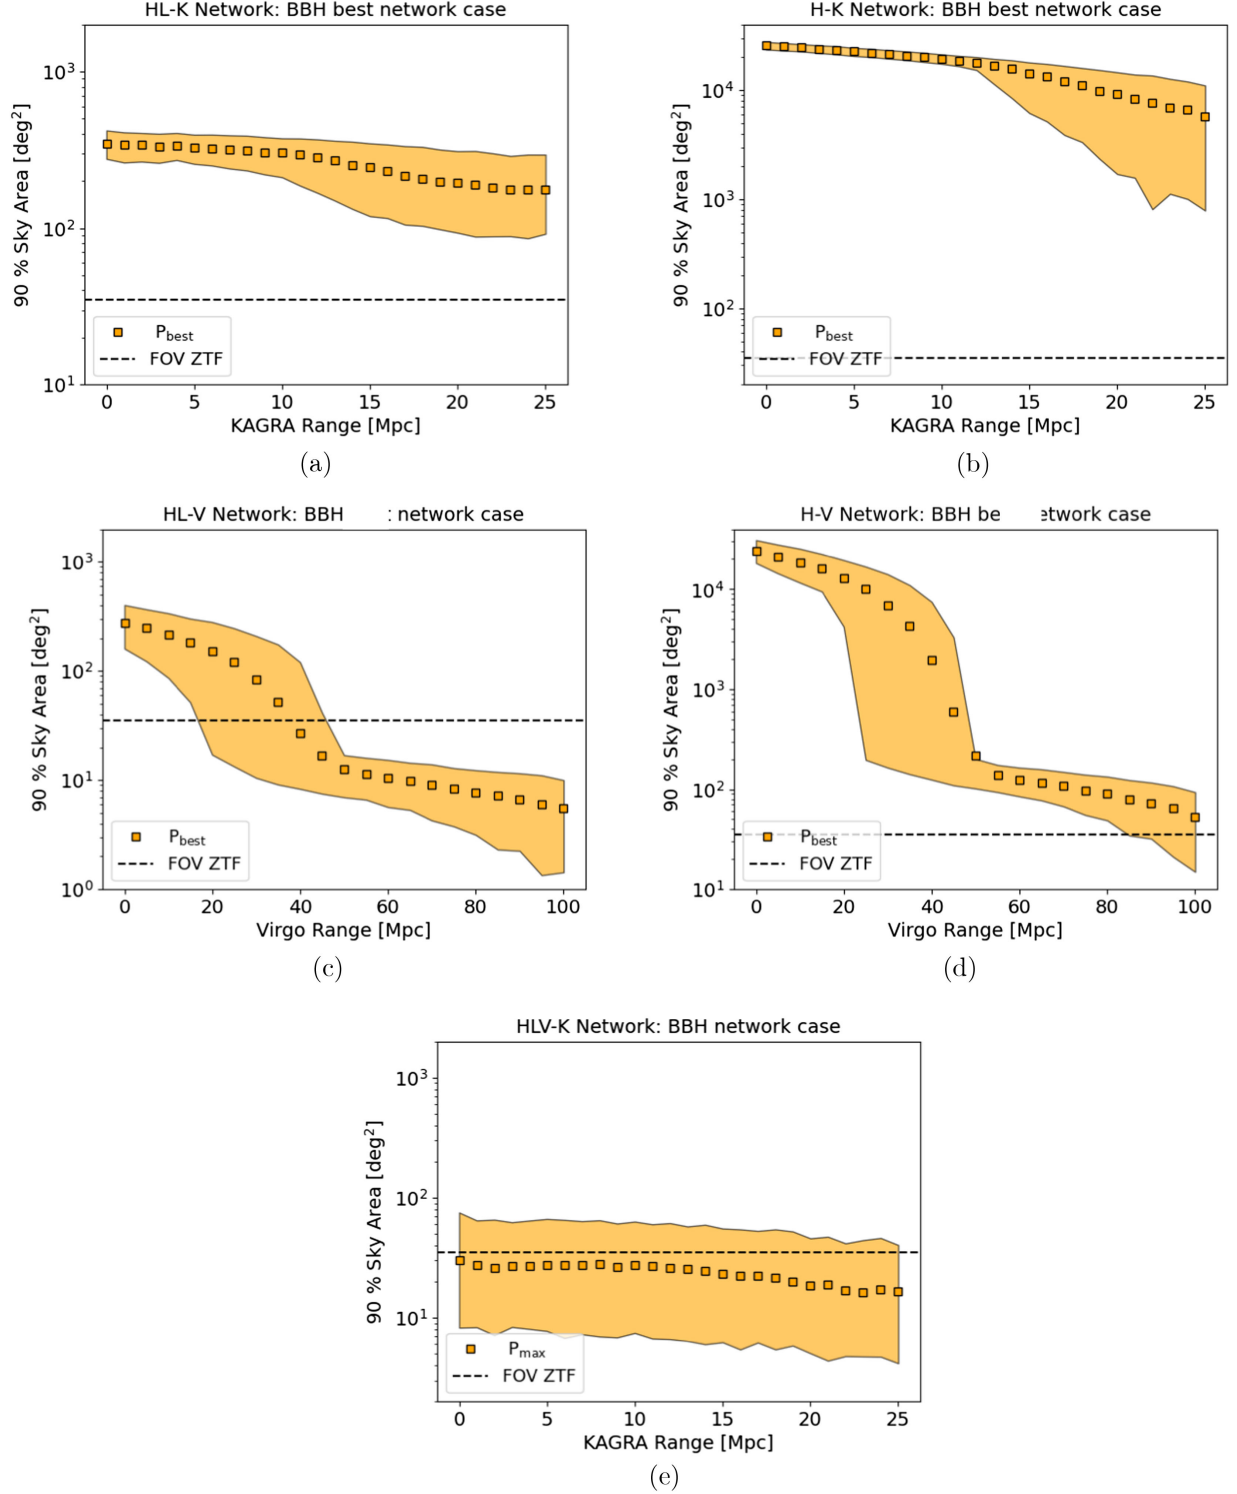 HL-K Network: BBH best network case
90 % Sky Area [deg²]
10³
10²
10¹
P_best
FOV ZTF
0 5 10 15 20 25
KAGRA Range [Mpc]
(a)
H-K Network: BBH best network case
90 % Sky Area [deg²]
10⁴
10³
10²
P_best
FOV ZTF
0 5 10 15 20 25
KAGRA Range [Mpc]
(b)
HL-V Network: BBH : network case
90 % Sky Area [deg²]
10³
10²
10¹
10⁰
P_best
FOV ZTF
0 20 40 60 80 100
Virgo Range [Mpc]
(c)
H-V Network: BBH be etwork case
90 % Sky Area [deg²]
10⁴
10³
10²
10¹
P_best
FOV ZTF
0 20 40 60 80 100
Virgo Range [Mpc]
(d)
HLV-K Network: BBH network case
90 % Sky Area [deg²]
10³
10²
10¹
P_max
FOV ZTF
0 5 10 15 20 25
KAGRA Range [Mpc]
(e)